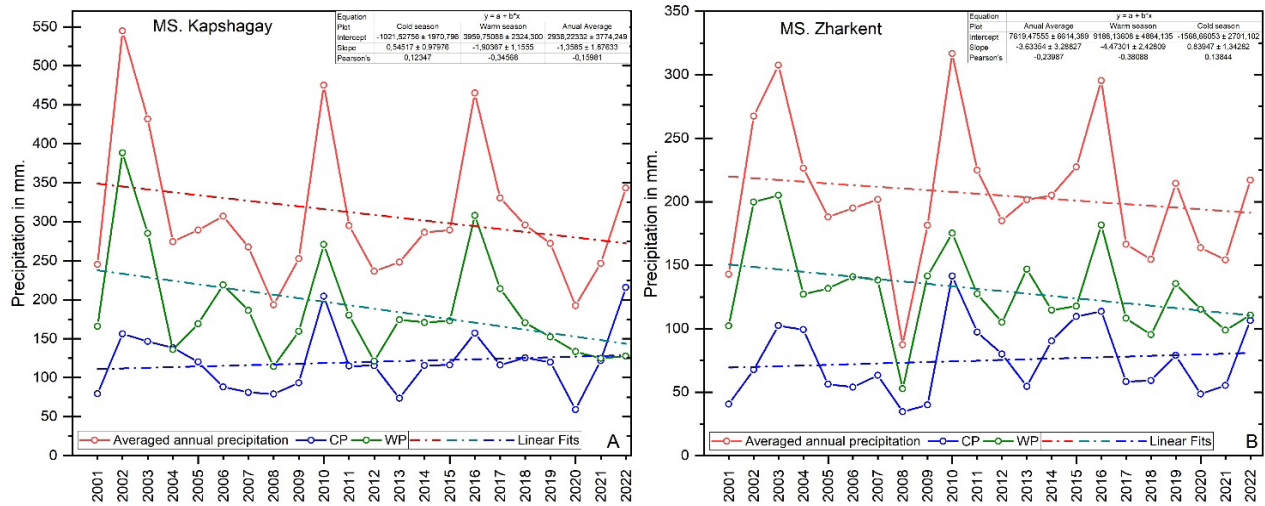 MS. Kapshagay
Equation y = a + b*x
Plot Cold season Warm season Anual Average
Intercept -1021,52756 ± 1970,796 3959,75088 ± 2324,300 2938,22332 ± 3774,249
Slope 0,54517 ± 0,97976 -1,90367 ± 1,1555 -1,3585 ± 1,87633
Pearson's 0,12347 -0,34568 -0,15981
Precipitation in mm.
550
500
450
400
350
300
250
200
150
100
50
0
Averaged annual precipitation CP WP Linear Fits
A
2001 2002 2003 2004 2005 2006 2007 2008 2009 2010 2011 2012 2013 2014 2015 2016 2017 2018 2019 2020 2021 2022
MS. Zharkent
Equation y = a + b*x
Plot Anual Average Warm season Cold season
Intercept 7619,47555 ± 6614,389 9188,13608 ± 4884,135 -1568,66053 ± 2701,102
Slope -3.63354 ± 3,28827 -4.47301 ± 2,42809 0.83947 ± 1,34282
Pearson's -0,23987 -0.38088 0.13844
Precipitation in mm.
350
300
250
200
150
100
50
0
Averaged annual precipitation CP WP Linear Fits
B
2001 2002 2003 2004 2005 2006 2007 2008 2009 2010 2011 2012 2013 2014 2015 2016 2017 2018 2019 2020 2021 2022